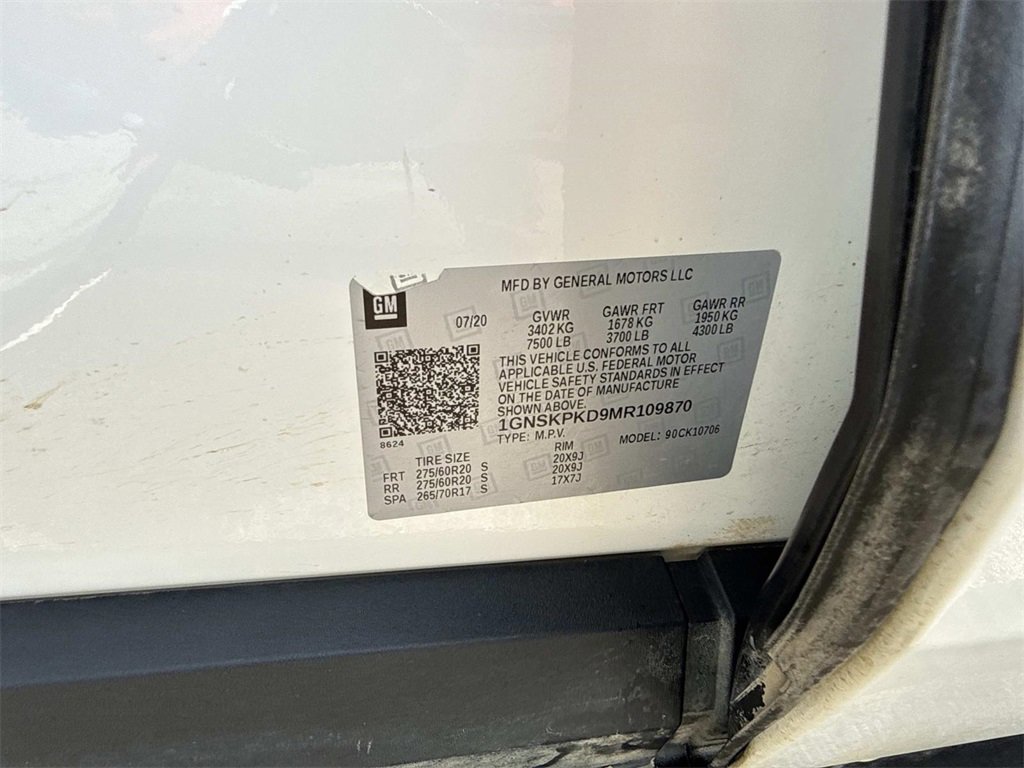 MFD BY GENERAL MOTORS LLC
GM
07/20
GVWR GAWR FRT GAWR RR
3402 KG 1678 KG 1950 KG
7500 LB 3700 LB 4300 LB
THIS VEHICLE CONFORMS TO ALL
APPLICABLE U.S. FEDERAL MOTOR
VEHICLE SAFETY STANDARDS IN EFFECT
ON THE DATE OF MANUFACTURE
SHOWN ABOVE.
1GNSKPKD9MR109870
8624
TYPE: M.P.V. MODEL: 90CK10706
TIRE SIZE RIM
FRT 275/60R20 S 20X9J
RR 275/60R20 S 20X9J
SPA 265/70R17 S 17X7J